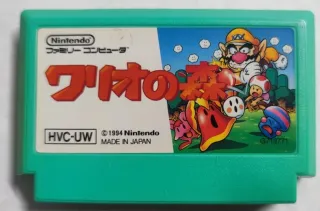 Nintendo
ファミリー コンピュータ
ワリオの森
HVC-UW
©1994 Nintendo
MADE IN JAPAN